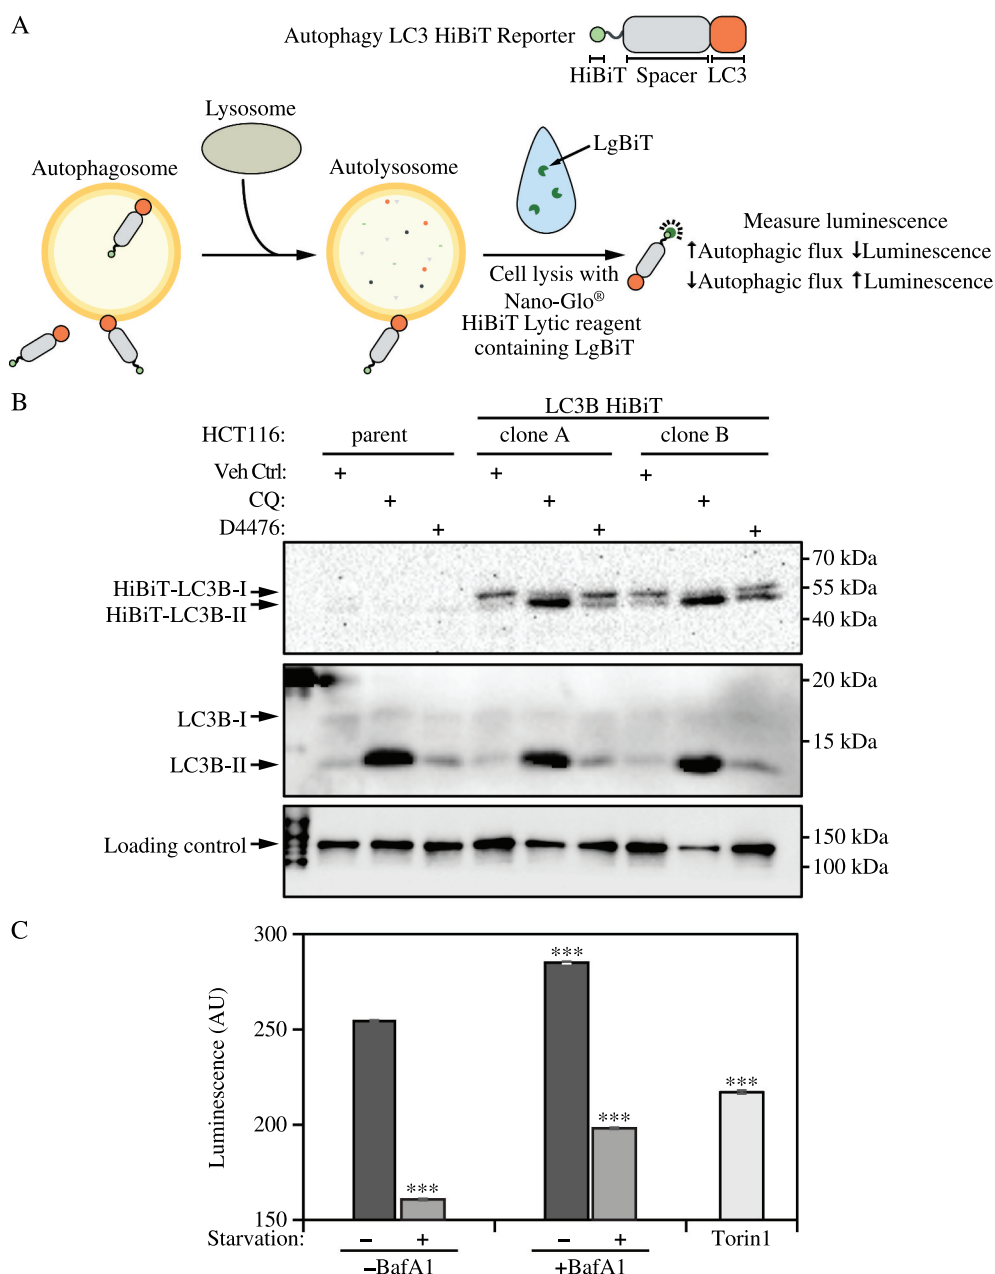 A
Autophagy LC3 HiBiT Reporter
HiBiT Spacer LC3
Lysosome
LgBiT
Autophagosome
Autolysosome
Measure luminescence
↑Autophagic flux ↓Luminescence
↓Autophagic flux ↑Luminescence
Cell lysis with
Nano-Glo®
HiBiT Lytic reagent
containing LgBiT
B
LC3B HiBiT
HCT116: parent clone A clone B
Veh Ctrl: + + +
CQ: + + +
D4476: + + +
70 kDa
HiBiT-LC3B-I
55 kDa
HiBiT-LC3B-II
40 kDa
20 kDa
LC3B-I
15 kDa
LC3B-II
Loading control
150 kDa
100 kDa
C
300
***
250
***
***
200
***
150
Luminescence (AU)
Starvation: – + – + Torin1
–BafA1 +BafA1